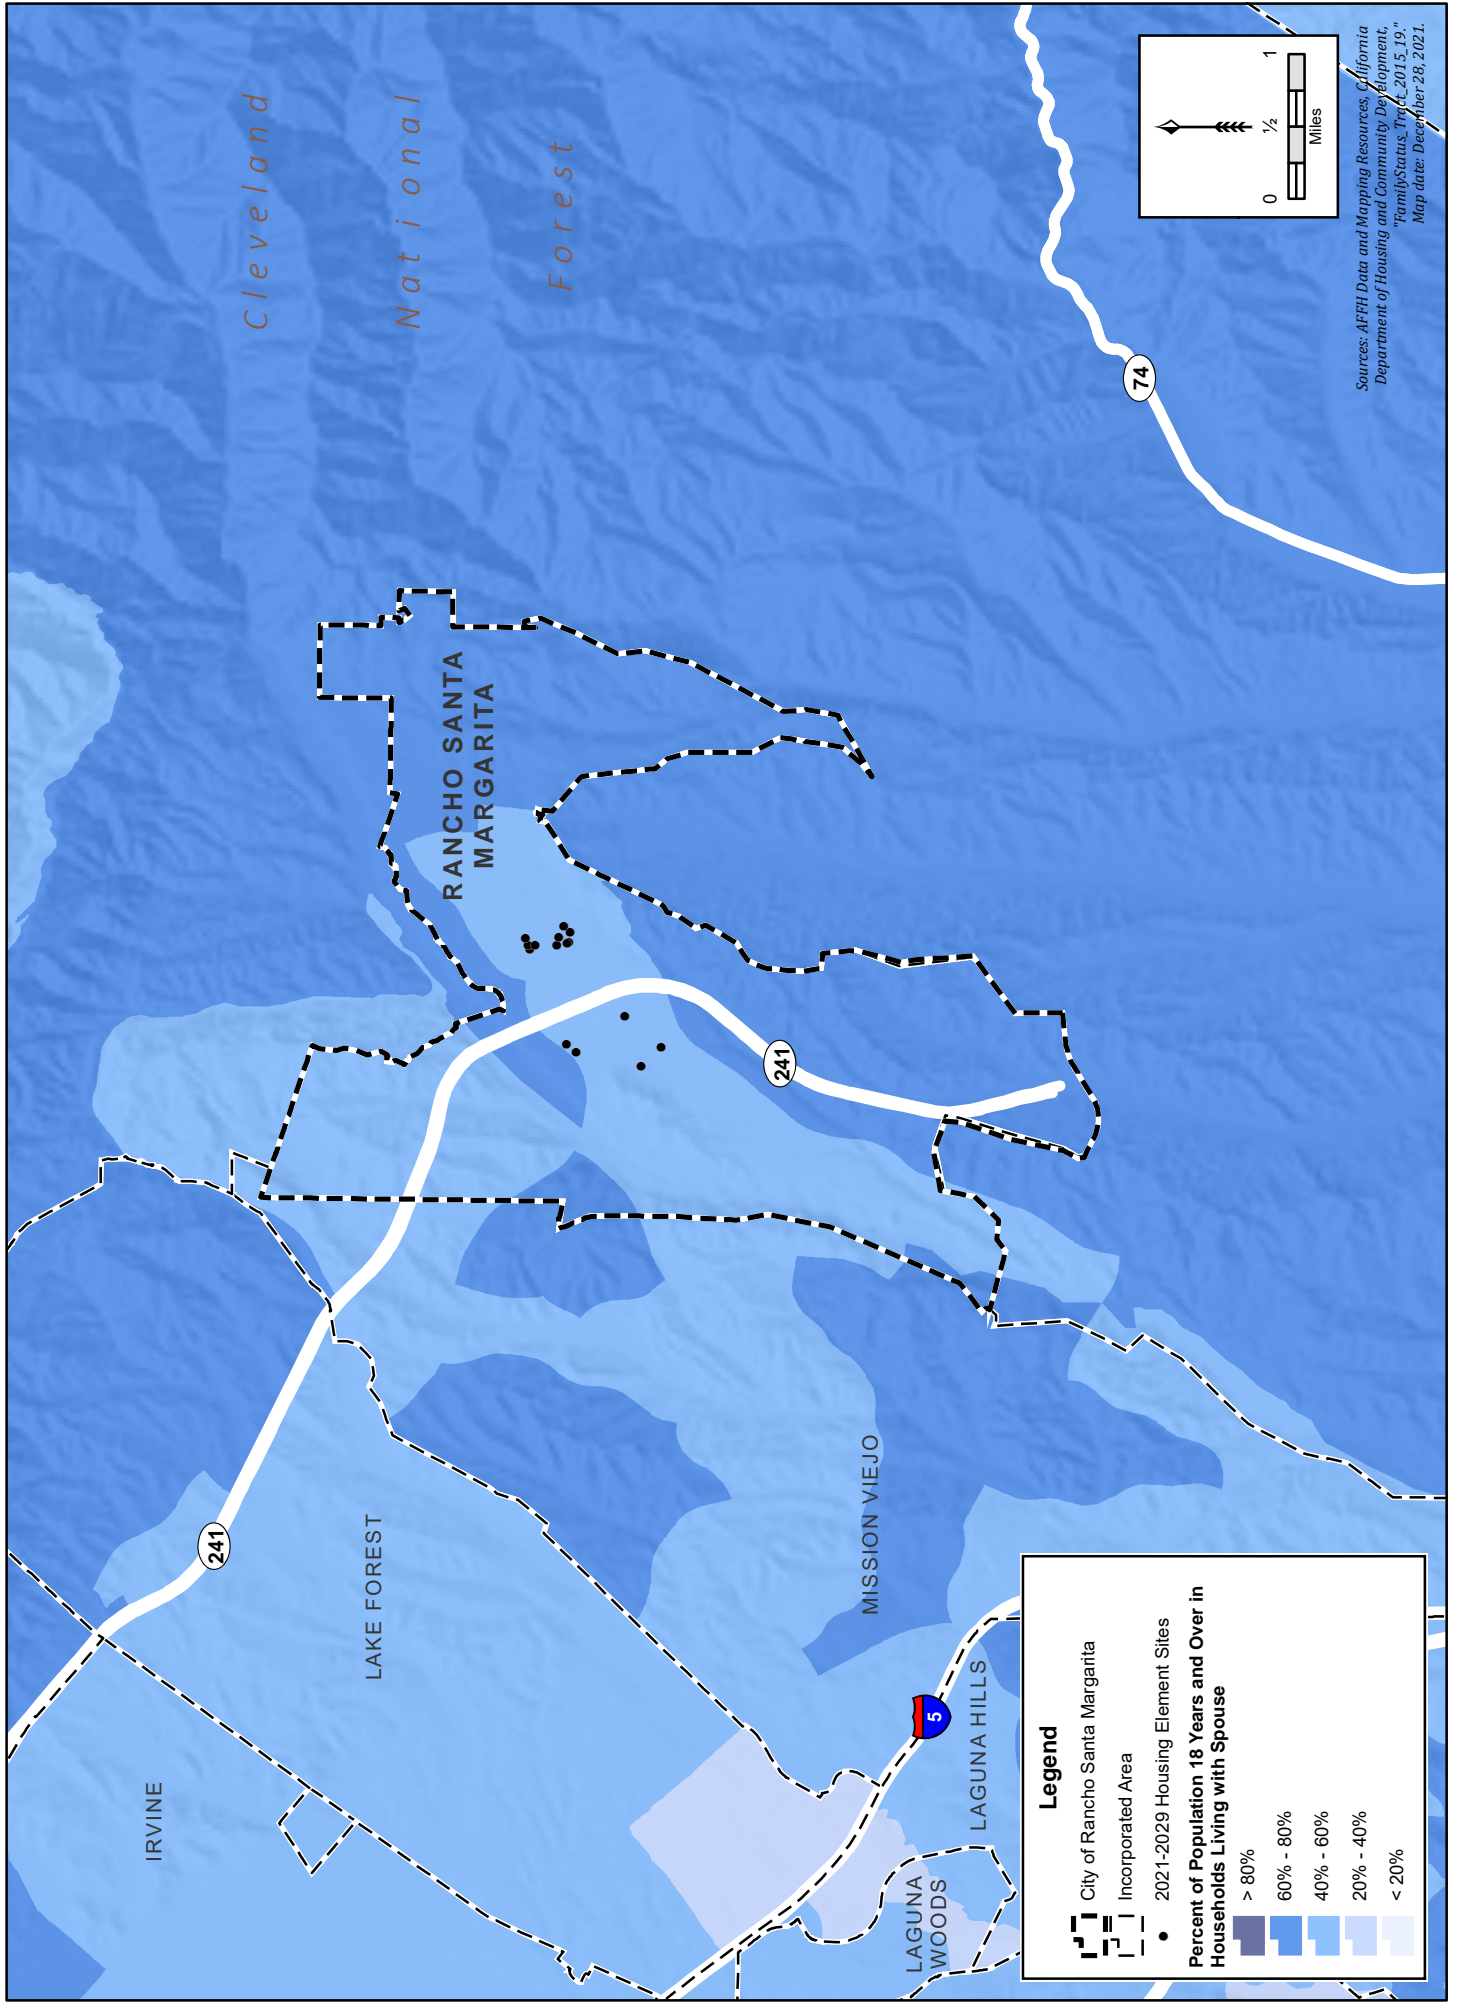 Cleveland
National
Forest
RANCHO SANTA
MARGARITA
IRVINE
LAKE FOREST
MISSION VIEJO
LAGUNA HILLS
LAGUNA
WOODS
241
241
74
5
0
½
1
Miles
Sources: AFFH Data and Mapping Resources, California
Department of Housing and Community Development,
"FamilyStatus_Tract_2015_19."
Map date: December 28, 2021.
Legend
City of Rancho Santa Margarita
Incorporated Area
2021-2029 Housing Element Sites
Percent of Population 18 Years and Over in
Households Living with Spouse
> 80%
60% - 80%
40% - 60%
20% - 40%
< 20%